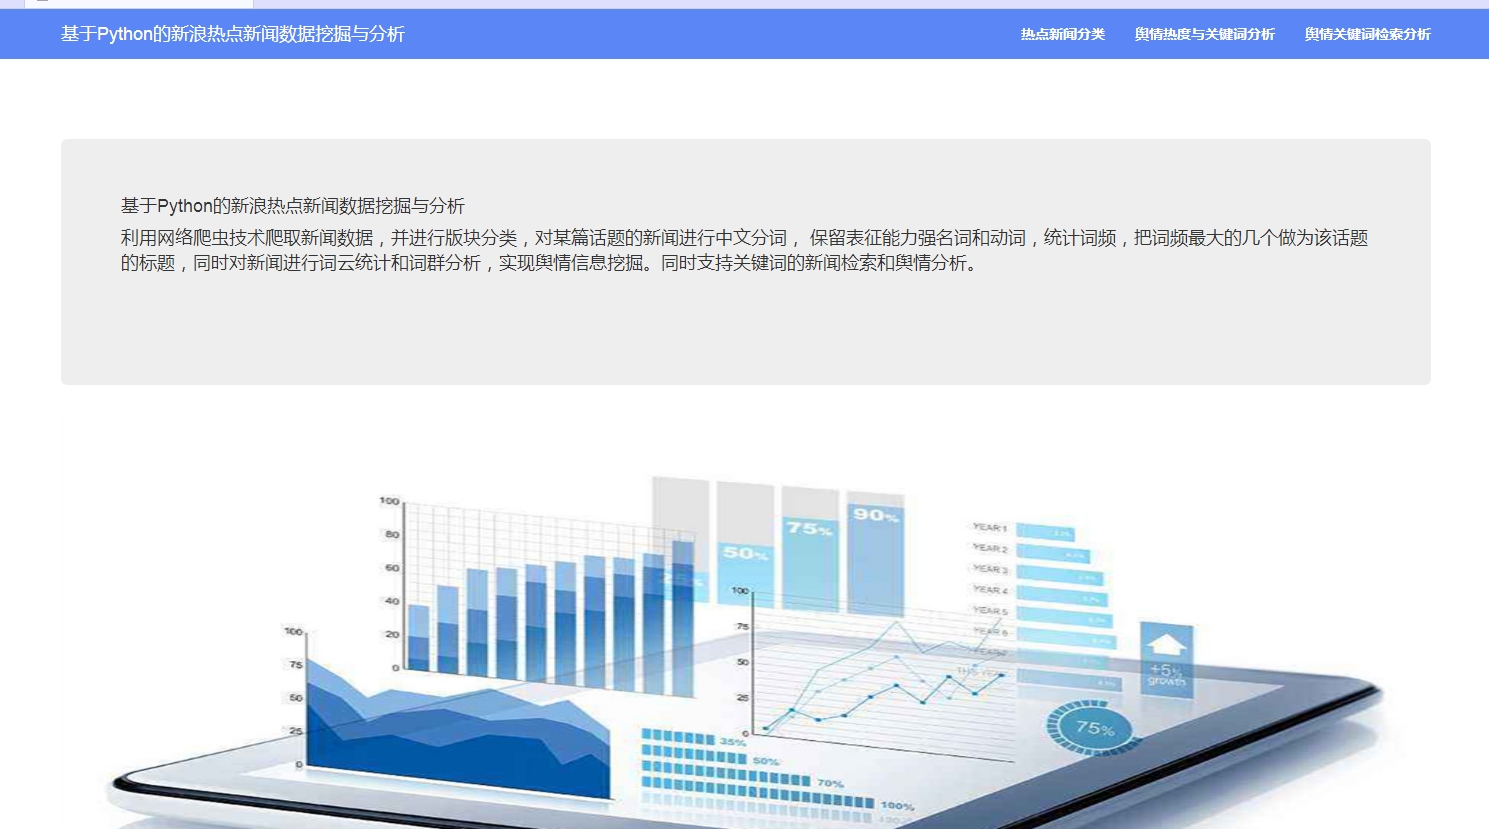 基于Python的新浪热点新闻数据挖掘与分析
热点新闻分类 舆情热度与关键词分析 舆情关键词检索分析
基于Python的新浪热点新闻数据挖掘与分析
利用网络爬虫技术爬取新闻数据，并进行版块分类，对某篇话题的新闻进行中文分词， 保留表征能力强名词和动词，统计词频，把词频最大的几个做为该话题
的标题，同时对新闻进行词云统计和词群分析，实现舆情信息挖掘。同时支持关键词的新闻检索和舆情分析。
100
80
60
40
20
0
25%
50%
75%
90%
YEAR 1
YEAR 2
YEAR 3
YEAR 4
YEAR 5
YEAR 6
100
75
50
25
0
100
75
50
25
0
+5%
growth
75%
35%
50%
70%
100%